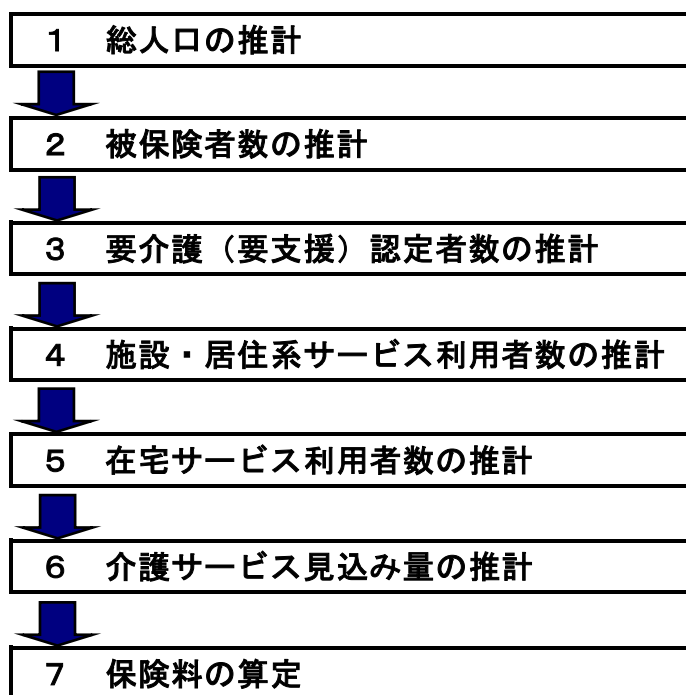 １　総人口の推計
２　被保険者数の推計
３　要介護（要支援）認定者数の推計
４　施設・居住系サービス利用者数の推計
５　在宅サービス利用者数の推計
６　介護サービス見込み量の推計
７　保険料の算定